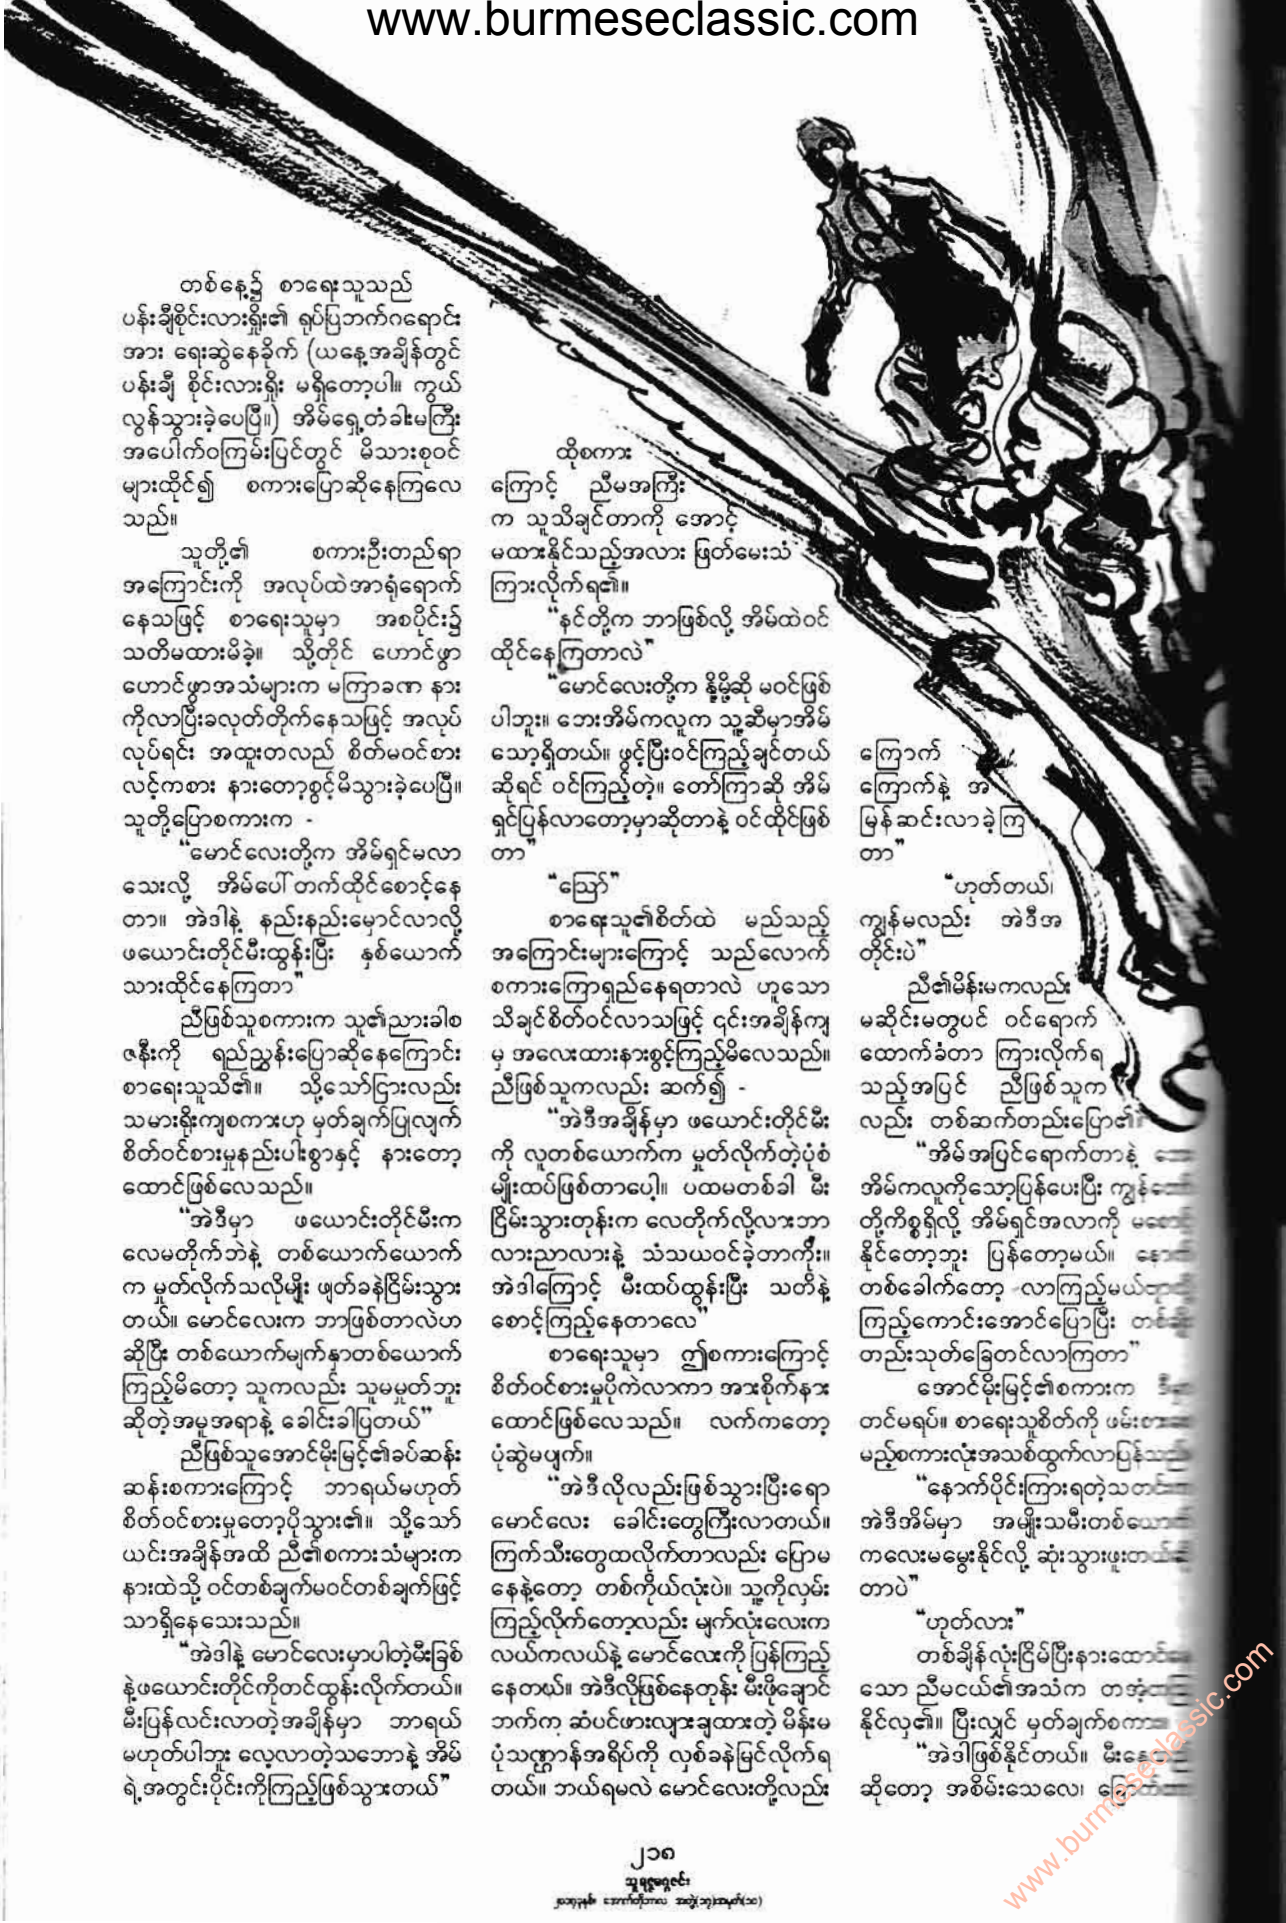 www.burmeseclassic.com
တစ်နေ့၌ စာရေးသူသည်
ပန်းချီစိုင်းလားရှိုး၏ ရုပ်ပြဘက်ဂရောင်း
အား ရေးဆွဲနေခိုက် (ယနေ့အချိန်တွင်
ပန်းချီ စိုင်းလားရှိုး မရှိတော့ပါ။ ကွယ်
လွန်သွားခဲ့ပေပြီ။) အိမ်ရှေ့တံခါးမကြီး
အပေါက်ဝကြမ်းပြင်တွင် မိသားစုဝင်
များထိုင်၍ စကားပြောဆိုနေကြလေ
သည်။
သူတို့၏ စကားဦးတည်ရာ
အကြောင်းကို အလုပ်ထဲအာရုံရောက်
နေသဖြင့် စာရေးသူမှာ အစပိုင်း၌
သတိမထားမိခဲ့။ သို့တိုင် ဟောင်ဖွာ
ဟောင်ဖွာအသံများက မကြာခဏ နား
ကိုလာပြီးခလုတ်တိုက်နေသဖြင့် အလုပ်
လုပ်ရင်း အထူးတလည် စိတ်မဝင်စား
လင့်ကစား နားတော့စွင့်မိသွားခဲ့ပေပြီ။
သူတို့ပြောစကားက -
“မောင်လေးတို့က အိမ်ရှင်မလာ
သေးလို့ အိမ်ပေါ်တက်ထိုင်စောင့်နေ
တာ။ အဲဒါနဲ့ နည်းနည်းမှောင်လာလို့
ဖယောင်းတိုင်မီးထွန်းပြီး နှစ်ယောက်
သားထိုင်နေကြတာ”
ညီဖြစ်သူစကားက သူ၏ညားခါစ
ဇနီးကို ရည်ညွှန်းပြောဆိုနေကြောင်း
စာရေးသူသိ၏။ သို့သော်ငြားလည်း
သမားရိုးကျစကားဟု မှတ်ချက်ပြုလျက်
စိတ်ဝင်စားမှုနည်းပါးစွာနှင့် နားတော့
ထောင်ဖြစ်လေသည်။
“အဲဒီမှာ ဖယောင်းတိုင်မီးက
လေမတိုက်ဘဲနဲ့ တစ်ယောက်ယောက်
က မှုတ်လိုက်သလိုမျိုး ဖျတ်ခနဲငြိမ်းသွား
တယ်။ မောင်လေးက ဘာဖြစ်တာလဲဟ
ဆိုပြီး တစ်ယောက်မျက်နှာတစ်ယောက်
ကြည့်မိတော့ သူကလည်း သူမမှုတ်ဘူး
ဆိုတဲ့အမူအရာနဲ့ ခေါင်းခါပြတယ်”
ညီဖြစ်သူအောင်မိုးမြင့်၏ခပ်ဆန်း
ဆန်းစကားကြောင့် ဘာရယ်မဟုတ်
စိတ်ဝင်စားမှုတော့ပိုသွား၏။ သို့သော်
ယင်းအချိန်အထိ ညီ၏စကားသံများက
နားထဲသို့ ဝင်တစ်ချက်မဝင်တစ်ချက်ဖြင့်
သာရှိနေသေးသည်။
“အဲဒါနဲ့ မောင်လေးမှာပါတဲ့မီးခြစ်
နဲ့ဖယောင်းတိုင်ကိုတင်ထွန်းလိုက်တယ်။
မီးပြန်လင်းလာတဲ့အချိန်မှာ ဘာရယ်
မဟုတ်ပါဘူး လေ့လာတဲ့သဘောနဲ့ အိမ်
ရဲ့အတွင်းပိုင်းကိုကြည့်ဖြစ်သွားတယ်”
ထိုစကား
ကြောင့် ညီမအကြီး
က သူသိချင်တာကို အောင့်
မထားနိုင်သည့်အလား ဖြတ်မေးသံ
ကြားလိုက်ရ၏။
“နင်တို့က ဘာဖြစ်လို့ အိမ်ထဲဝင်
ထိုင်နေကြတာလဲ”
“မောင်လေးတို့က နို့မို့ဆို မဝင်ဖြစ်
ပါဘူး။ ဘေးအိမ်ကလူက သူ့ဆီမှာအိမ်
သော့ရှိတယ်။ ဖွင့်ပြီးဝင်ကြည့်ချင်တယ်
ဆိုရင် ဝင်ကြည့်တဲ့။ တော်ကြာဆို အိမ်
ရှင်ပြန်လာတော့မှာဆိုတာနဲ့ ဝင်ထိုင်ဖြစ်
တာ”
“ဩော်”
စာရေးသူ၏စိတ်ထဲ မည်သည့်
အကြောင်းများကြောင့် သည်လောက်
စကားကြောရှည်နေရတာလဲ ဟူသော
သိချင်စိတ်ဝင်လာသဖြင့် ၎င်းအချိန်ကျ
မှ အလေးထားနားစွင့်ကြည့်မိလေသည်။
ညီဖြစ်သူကလည်း ဆက်၍ -
“အဲဒီအချိန်မှာ ဖယောင်းတိုင်မီး
ကို လူတစ်ယောက်က မှုတ်လိုက်တဲ့ပုံစံ
မျိုးထပ်ဖြစ်တာပေါ့။ ပထမတစ်ခါ မီး
ငြိမ်းသွားတုန်းက လေတိုက်လို့လားဘာ
လားညာလားနဲ့ သံသယဝင်ခဲ့တာကိုး။
အဲဒါကြောင့် မီးထပ်ထွန်းပြီး သတိနဲ့
စောင့်ကြည့်နေတာလေ”
စာရေးသူမှာ ဤစကားကြောင့်
စိတ်ဝင်စားမှုပိုကဲလာကာ အားစိုက်နား
ထောင်ဖြစ်လေသည်။ လက်ကတော့
ပုံဆွဲမပျက်။
“အဲဒီလိုလည်းဖြစ်သွားပြီးရော
မောင်လေး ခေါင်းတွေကြီးလာတယ်။
ကြက်သီးတွေထလိုက်တာလည်း ပြောမ
နေနဲ့တော့ တစ်ကိုယ်လုံးပဲ။ သူ့ကိုလှမ်း
ကြည့်လိုက်တော့လည်း မျက်လုံးလေးက
လယ်ကလယ်နဲ့ မောင်လေးကို ပြန်ကြည့်
နေတယ်။ အဲဒီလိုဖြစ်နေတုန်း မီးဖိုချောင်
ဘက်က ဆံပင်ဖားလျားချထားတဲ့ မိန်းမ
ပုံသဏ္ဌာန်အရိပ်ကို လှစ်ခနဲမြင်လိုက်ရ
တယ်။ ဘယ်ရမလဲ မောင်လေးတို့လည်း
ကြောက်
ကြောက်နဲ့ အ
မြန်ဆင်းလာခဲ့ကြ
တာ”
“ဟုတ်တယ်၊
ကျွန်မလည်း အဲဒီအ
တိုင်းပဲ”
ညီ၏မိန်းမကလည်း
မဆိုင်းမတွပင် ဝင်ရောက်
ထောက်ခံတာ ကြားလိုက်ရ
သည့်အပြင် ညီဖြစ်သူက
လည်း တစ်ဆက်တည်းပြော၏။
“အိမ်အပြင်ရောက်တာနဲ့
အိမ်ကလူကိုသော့ပြန်ပေးပြီး
တို့ကိစ္စရှိလို့ အိမ်ရှင်အလာကို
နိုင်တော့ဘူး ပြန်တော့မယ်။
တစ်ခေါက်တော့ လာကြည့်မယ်
ကြည့်ကောင်းအောင်ပြောပြီး
တည်းသုတ်ခြေတင်လာကြတာ”
အောင်မိုးမြင့်၏စကားက
တင်မရပ်။ စာရေးသူစိတ်ကို
မည့်စကားလုံးအသစ်ထွက်လာပြန်သည်။
“နောက်ပိုင်းကြားရတဲ့
အဲဒီအိမ်မှာ အမျိုးသမီး
ကလေးမမွေးနိုင်လို့ ဆုံးသွားဖူး
တာပဲ”
“ဟုတ်လား”
တစ်ချိန်လုံးငြိမ်ပြီး
သော ညီမငယ်၏အသံက
နိုင်လှ၏။ ပြီးလျှင်
“အဲဒါဖြစ်နိုင်တယ်။
ဆိုတော့ အစိမ်းသေလေ၊
၂၁၈
သူရဇ္ဇမဂ္ဂဇင်း
www.burmeseclassic.com